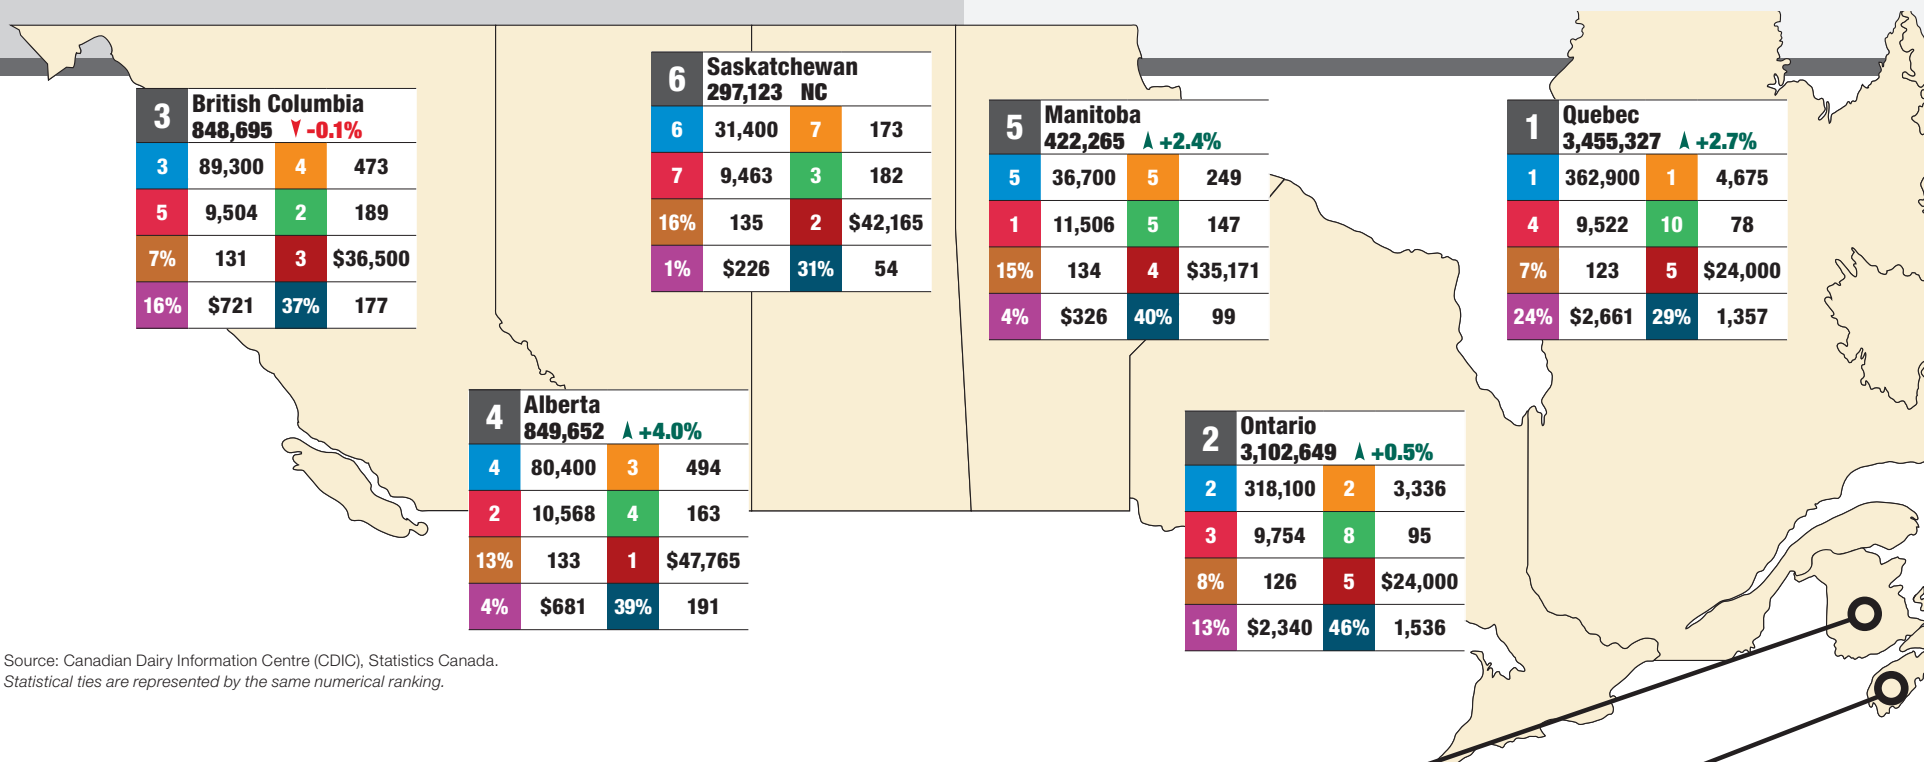 3 British Columbia
848,695 -0.1%
3 89,300 4 473
5 9,504 2 189
7% 131 3 $36,500
16% $721 37% 177
6 Saskatchewan
297,123 NC
6 31,400 7 173
7 9,463 3 182
16% 135 2 $42,165
1% $226 31% 54
5 Manitoba
422,265 +2.4%
5 36,700 5 249
1 11,506 5 147
15% 134 4 $35,171
4% $326 40% 99
1 Quebec
3,455,327 +2.7%
1 362,900 1 4,675
4 9,522 10 78
7% 123 5 $24,000
24% $2,661 29% 1,357
4 Alberta
849,652 +4.0%
4 80,400 3 494
2 10,568 4 163
13% 133 1 $47,765
4% $681 39% 191
2 Ontario
3,102,649 +0.5%
2 318,100 2 3,336
3 9,754 8 95
8% 126 5 $24,000
13% $2,340 46% 1,536
Source: Canadian Dairy Information Centre (CDIC), Statistics Canada.
Statistical ties are represented by the same numerical ranking.